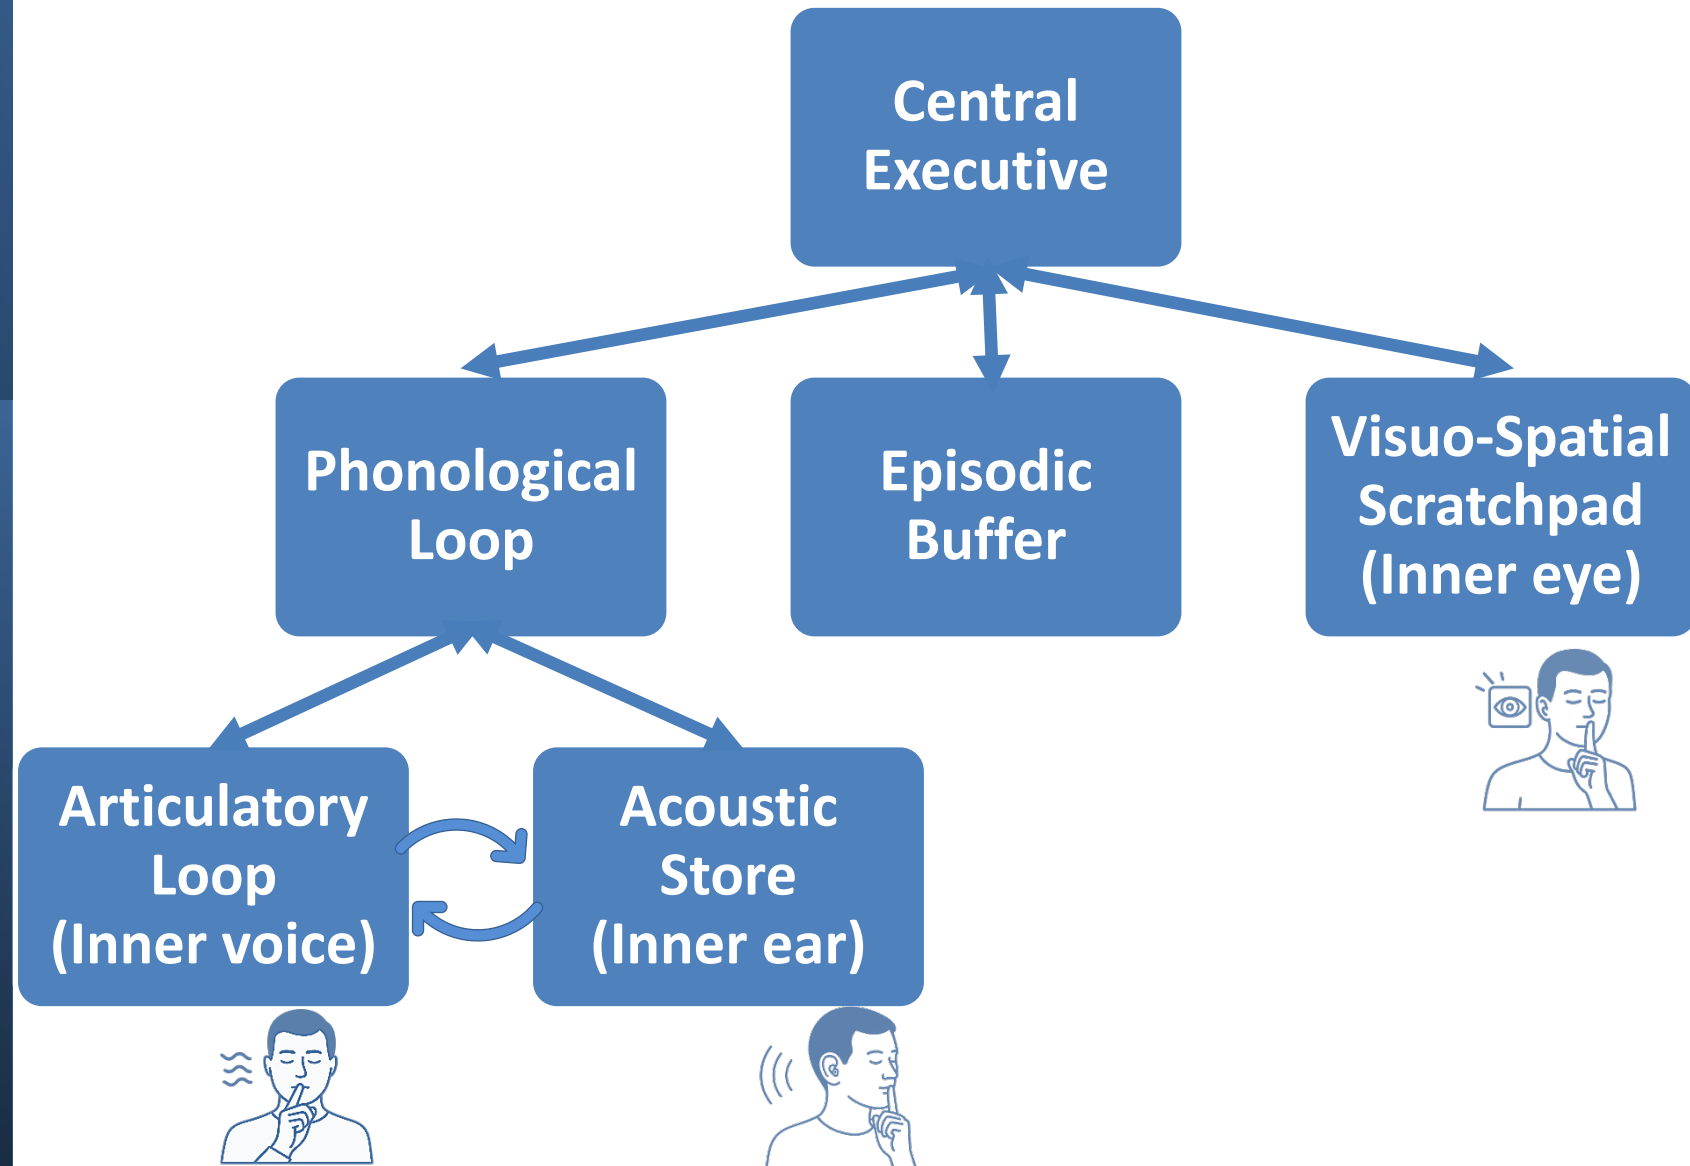 Central
Executive
Phonological
Loop
Episodic
Buffer
Visuo-Spatial
Scratchpad
(Inner eye)
Articulatory
Loop
(Inner voice)
Acoustic
Store
(Inner ear)